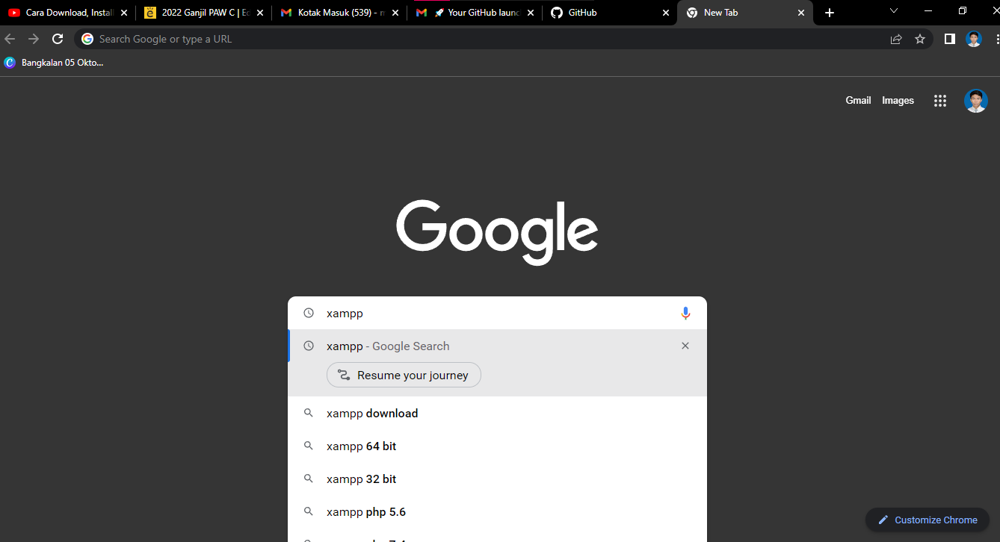 Cara Download, Install
2022 Ganjil PAW C | Ed
Kotak Masuk (539) - m
🚀 Your GitHub launc
GitHub
New Tab
Search Google or type a URL
Bangkalan 05 Okto...
Gmail
Images
Google
xampp
xampp - Google Search
Resume your journey
xampp download
xampp 64 bit
xampp 32 bit
xampp php 5.6
Customize Chrome